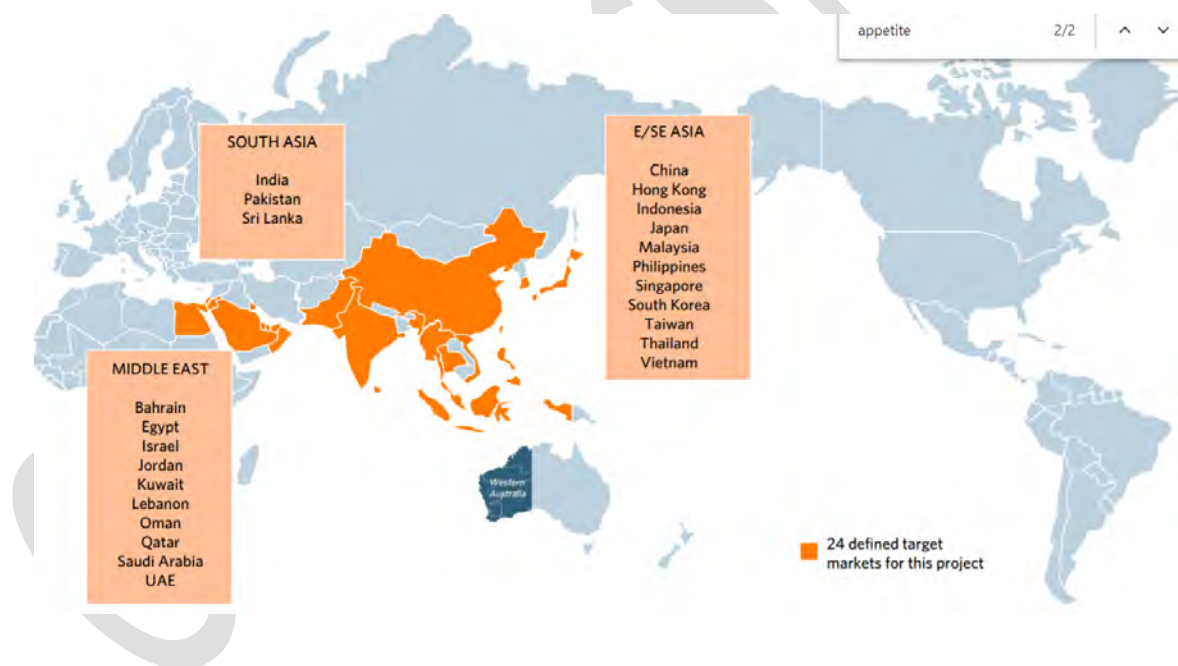 appetite 2/2
SOUTH ASIA
India
Pakistan
Sri Lanka
E/SE ASIA
China
Hong Kong
Indonesia
Japan
Malaysia
Philippines
Singapore
South Korea
Taiwan
Thailand
Vietnam
MIDDLE EAST
Bahrain
Egypt
Israel
Jordan
Kuwait
Lebanon
Oman
Qatar
Saudi Arabia
UAE
Western
Australia
24 defined target
markets for this project